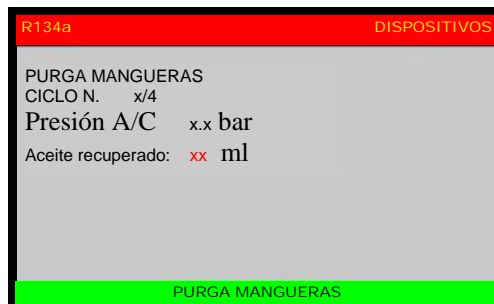 R134a DISPOSITIVOS
PURGA MANGUERAS
CICLO N. x/4
Presión A/C x.x bar
Aceite recuperado: xx ml
PURGA MANGUERAS